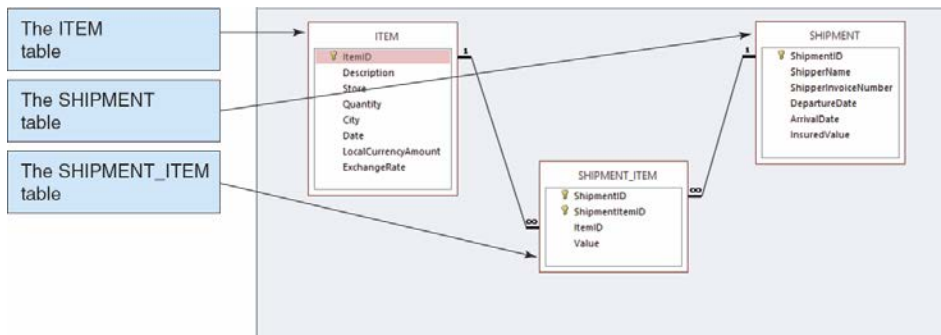 The ITEM
table
The SHIPMENT
table
The SHIPMENT_ITEM
table
ITEM
ItemID
Description
Store
Quantity
City
Date
LocalCurrencyAmount
ExchangeRate
1
∞
SHIPMENT_ITEM
ShipmentID
ShipmentItemID
ItemID
Value
∞
1
SHIPMENT
ShipmentID
ShipperName
ShipperInvoiceNumber
DepartureDate
ArrivalDate
InsuredValue